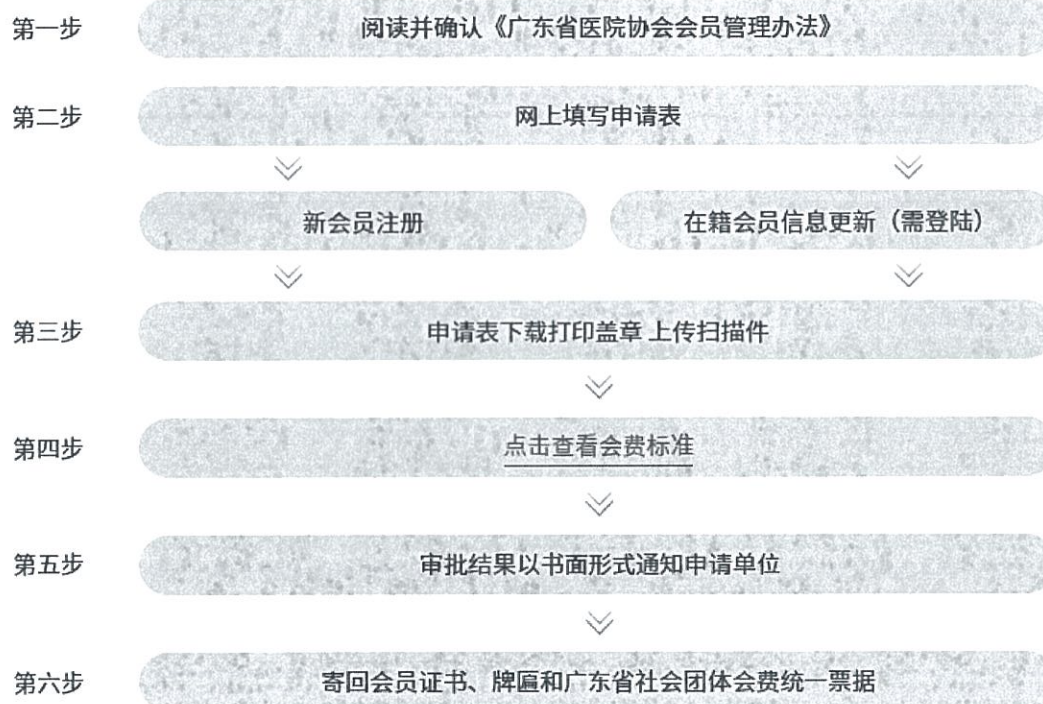 第一步
阅读并确认《广东省医院协会会员管理办法》
第二步
网上填写申请表
新会员注册
在籍会员信息更新（需登陆）
第三步
申请表下载打印盖章 上传扫描件
第四步
点击查看会费标准
第五步
审批结果以书面形式通知申请单位
第六步
寄回会员证书、牌匾和广东省社会团体会费统一票据